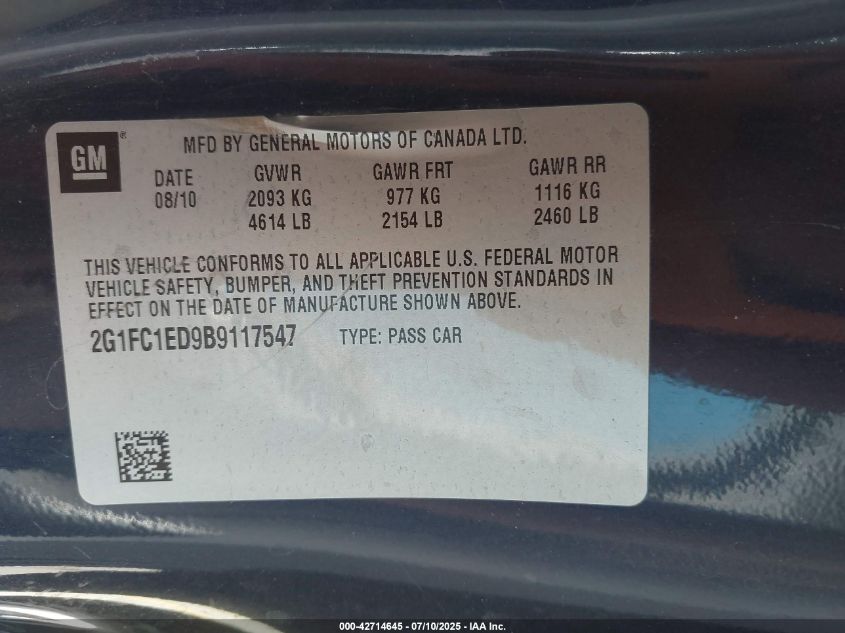 GM®
MFD BY GENERAL MOTORS OF CANADA LTD.
DATE GVWR GAWR FRT GAWR RR
08/10 2093 KG 977 KG 1116 KG
4614 LB 2154 LB 2460 LB
THIS VEHICLE CONFORMS TO ALL APPLICABLE U.S. FEDERAL MOTOR
VEHICLE SAFETY, BUMPER, AND THEFT PREVENTION STANDARDS IN
EFFECT ON THE DATE OF MANUFACTURE SHOWN ABOVE.
2G1FC1ED9B9117547 TYPE: PASS CAR
000-42714645 - 07/10/2025 - IAA Inc.